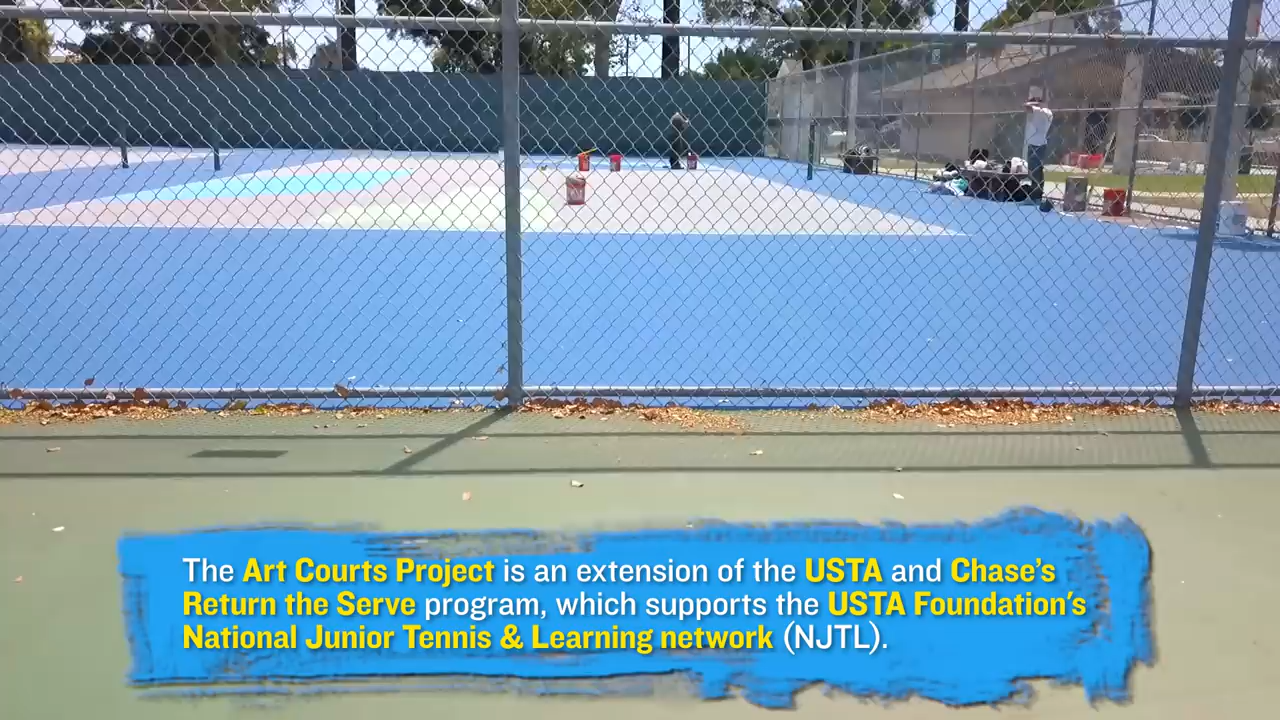 The Art Courts Project is an extension of the USTA and Chase's
Return the Serve program, which supports the USTA Foundation's
National Junior Tennis & Learning network (NJTL).